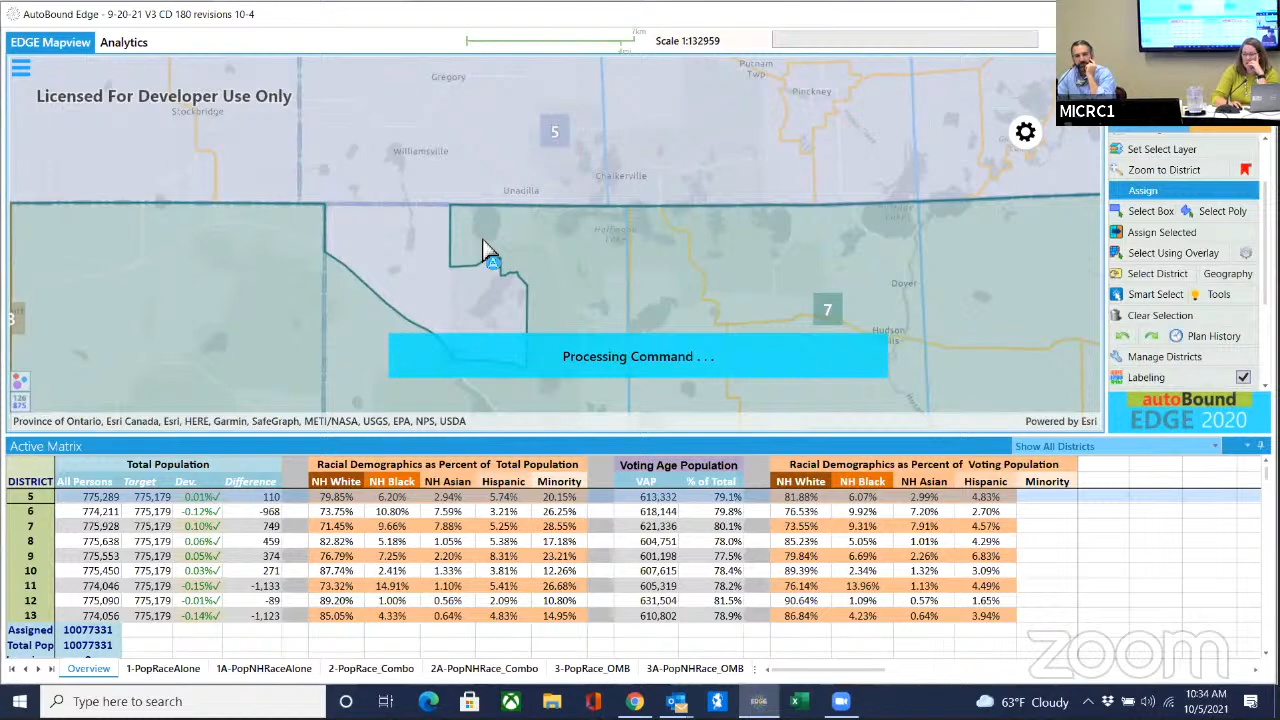 AutoBound Edge - 9-20-21 V3 CD 180 revisions 10-4
EDGE Mapview Analytics
Scale 1:132959
Licensed For Developer Use Only
Stockbridge
Gregory
Putnam
Twp
Pinckney
Williamsville
Chalkerville
Unadilla
5
7
Dover
Hudson
Processing Command . . .
Province of Ontario, Esri Canada, Esri, HERE, Garmin, SafeGraph, METI/NASA, USGS, EPA, NPS, USDA
Powered by Esri
MICRC1
Set Select Layer
Zoom to District
Assign
Select Box Select Poly
Assign Selected
Select Using Overlay
Select District Geography
Smart Select Tools
Clear Selection
Plan History
Manage Districts
Labeling
autoBound
EDGE 2020
Active Matrix Show All Districts
Total Population Racial Demographics as Percent of Total Population Voting Age Population Racial Demographics as Percent of Voting Population
DISTRICT All Persons Target Dev. Difference NH White NH Black NH Asian Hispanic Minority VAP % of Total NH White NH Black NH Asian Hispanic Minority
5 775,289 775,179 0.01%✓ 110 79.85% 6.20% 2.94% 5.74% 20.15% 613,332 79.1% 81.88% 6.07% 2.99% 4.83%
6 774,211 775,179 -0.12%✓ -968 73.75% 10.80% 7.59% 3.21% 26.25% 618,144 79.8% 76.53% 9.92% 7.20% 2.70%
7 775,928 775,179 0.10%✓ 749 71.45% 9.66% 7.88% 5.25% 28.55% 621,336 80.1% 73.55% 9.31% 7.91% 4.57%
8 775,638 775,179 0.06%✓ 459 82.82% 5.18% 1.05% 5.38% 17.18% 604,751 78.0% 85.23% 5.05% 1.01% 4.29%
9 775,553 775,179 0.05%✓ 374 76.79% 7.25% 2.20% 8.31% 23.21% 601,198 77.5% 79.84% 6.69% 2.26% 6.83%
10 775,450 775,179 0.03%✓ 271 87.74% 2.41% 1.33% 3.81% 12.26% 607,615 78.4% 89.39% 2.34% 1.32% 3.09%
11 774,046 775,179 -0.15%✓ -1,133 73.32% 14.91% 1.10% 5.41% 26.68% 605,319 78.2% 76.14% 13.96% 1.13% 4.49%
12 775,090 775,179 -0.01%✓ -89 89.20% 1.00% 0.56% 2.09% 10.80% 631,504 81.5% 90.64% 1.09% 0.57% 1.65%
13 774,056 775,179 -0.14%✓ -1,123 85.05% 4.33% 0.64% 4.83% 14.95% 610,802 78.9% 86.84% 4.23% 0.64% 3.94%
Assigned 10077331
Total Pop 10077331
Overview 1-PopRaceAlone 1A-PopNHRaceAlone 2-PopRace_Combo 2A-PopNHRace_Combo 3-PopRace_OMB 3A-PopNHRace_OMB
zoom
Type here to search
EDGE
63°F Cloudy
10:34 AM
10/5/2021